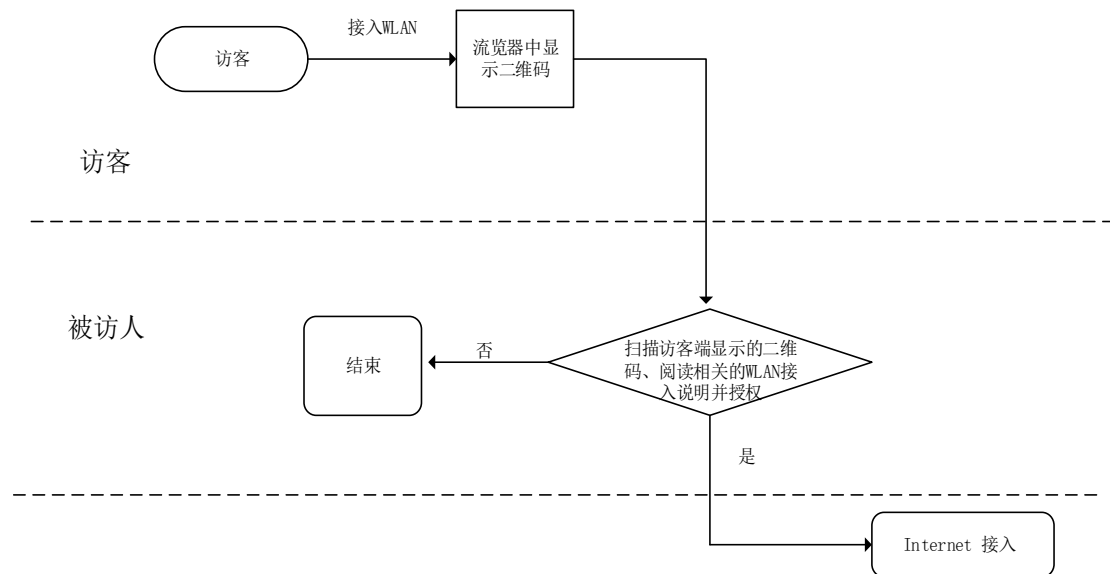 接入WLAN
访客
流览器中显
示二维码
访客
被访人
结束
否
扫描访客端显示的二维
码、阅读相关的WLAN接
入说明并授权
是
Internet 接入